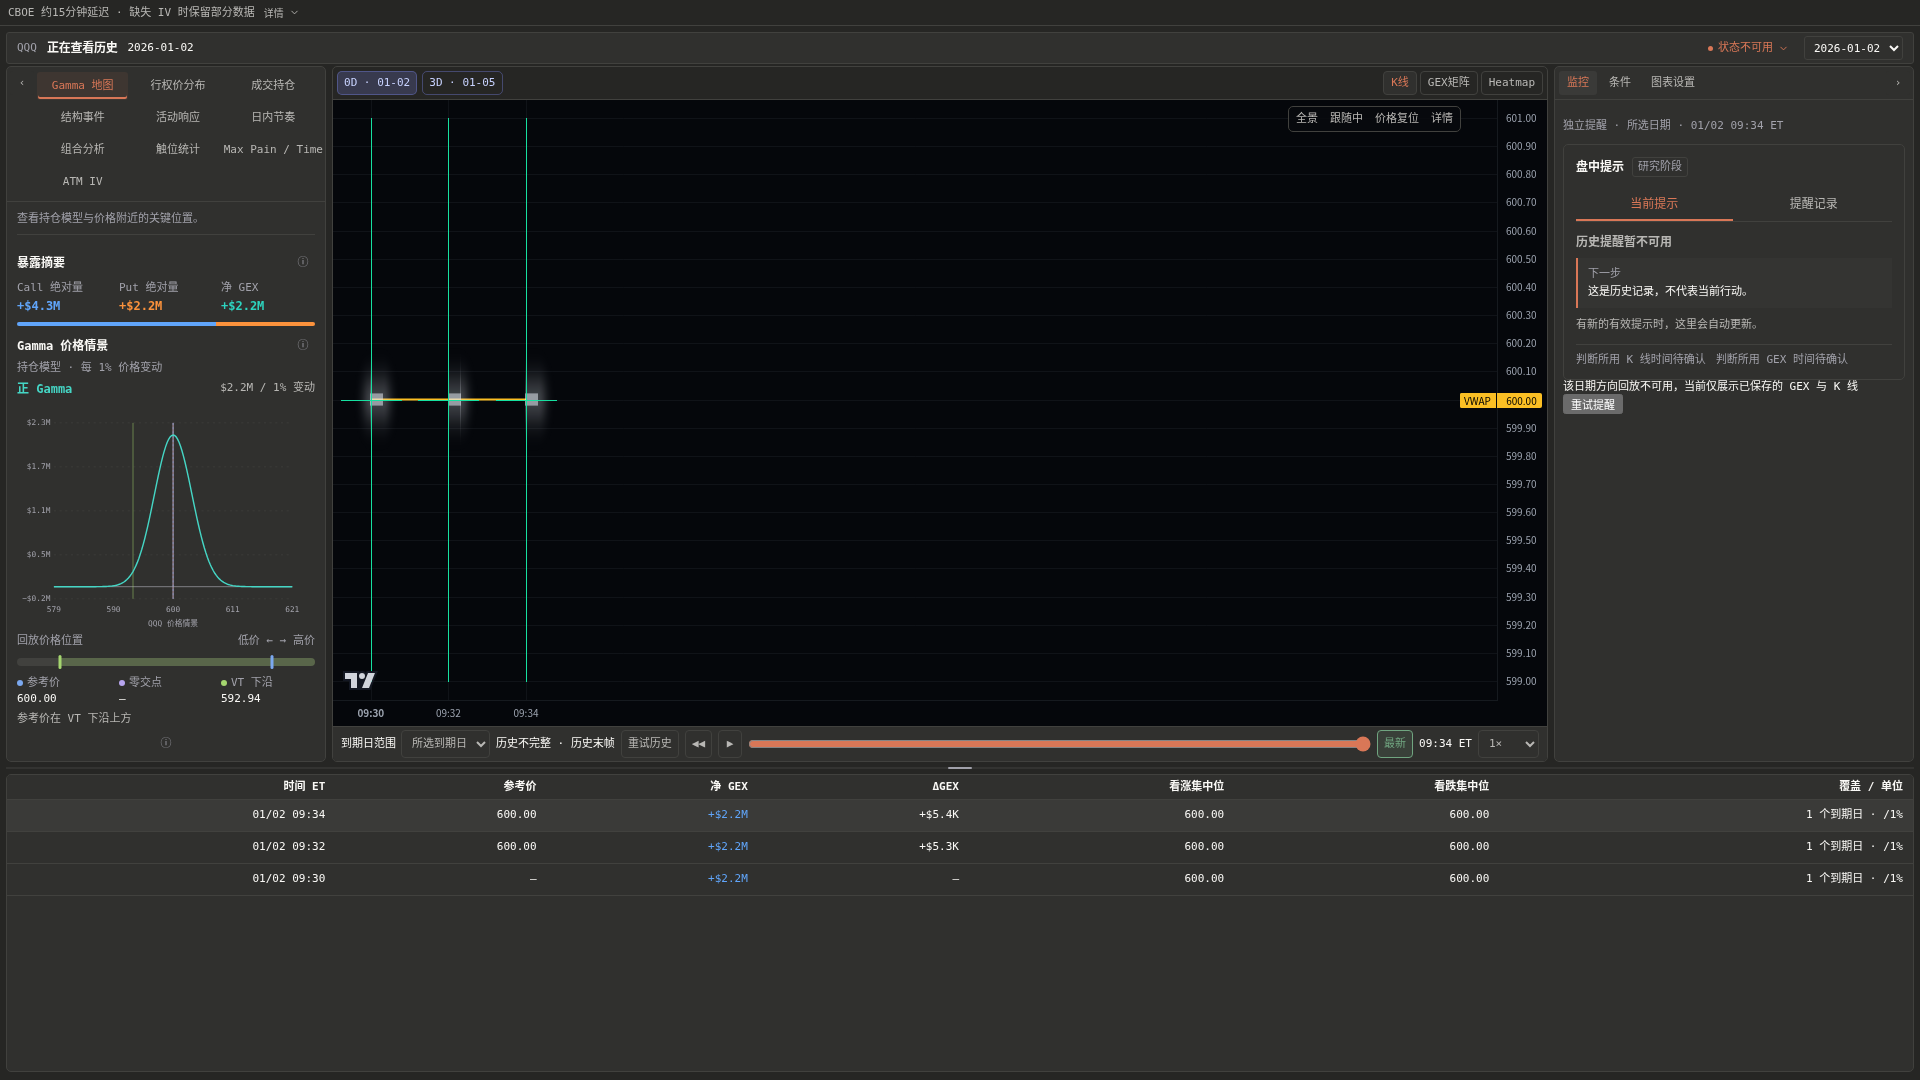 CBOE 约15分钟延迟 · 缺失 IV 时保留部分数据 详情
QQQ 正在查看历史 2026-01-02
状态不可用 2026-01-02
‹ Gamma 地图 行权价分布 成交持仓
结构事件 活动响应 日内节奏
组合分析 触位统计 Max Pain / Time
ATM IV
查看持仓模型与价格附近的关键位置。
暴露摘要
Call 绝对量 Put 绝对量 净 GEX
+$4.3M +$2.2M +$2.2M
Gamma 价格情景
持仓模型 · 每 1% 价格变动
正 Gamma $2.2M / 1% 变动
$2.3M
$1.7M
$1.1M
$0.5M
−$0.2M
579 590 600 611 621
QQQ 价格情景
回放价格位置 低价 ← → 高价
参考价 零交点 VT 下沿
600.00 — 592.94
参考价在 VT 下沿上方
0D · 01-02 3D · 01-05
K线 GEX矩阵 Heatmap
全景 跟随中 价格复位 详情
601.00
600.90
600.80
600.70
600.60
600.50
600.40
600.30
600.20
600.10
VWAP 600.00
599.90
599.80
599.70
599.60
599.50
599.40
599.30
599.20
599.10
599.00
09:30 09:32 09:34
到期日范围 所选到期日 历史不完整 · 历史末帧 重试历史 ◀◀ ▶ 最新 09:34 ET 1×
监控 条件 图表设置 ›
独立提醒 · 所选日期 · 01/02 09:34 ET
盘中提示 研究阶段
当前提示 提醒记录
历史提醒暂不可用
下一步
这是历史记录，不代表当前行动。
有新的有效提示时，这里会自动更新。
判断所用 K 线时间待确认 判断所用 GEX 时间待确认
该日期方向回放不可用，当前仅展示已保存的 GEX 与 K 线
重试提醒
时间 ET 参考价 净 GEX ΔGEX 看涨集中位 看跌集中位 覆盖 / 单位
01/02 09:34 600.00 +$2.2M +$5.4K 600.00 600.00 1 个到期日 · /1%
01/02 09:32 600.00 +$2.2M +$5.3K 600.00 600.00 1 个到期日 · /1%
01/02 09:30 — +$2.2M — 600.00 600.00 1 个到期日 · /1%